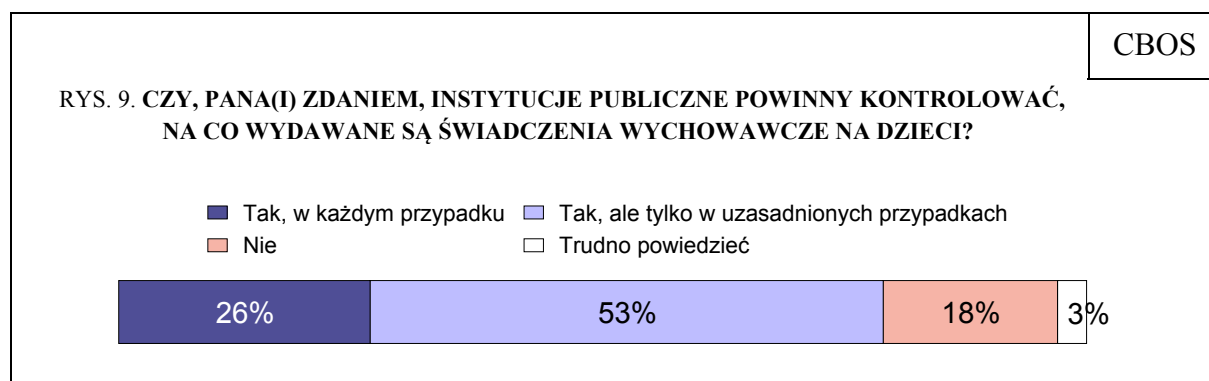 CBOS
RYS. 9. CZY, PANA(I) ZDANIEM, INSTYTUCJE PUBLICZNE POWINNY KONTROLOWAĆ,
NA CO WYDAWANE SĄ ŚWIADCZENIA WYCHOWAWCZE NA DZIECI?
Tak, w każdym przypadku Tak, ale tylko w uzasadnionych przypadkach
Nie Trudno powiedzieć
26% 53% 18% 3%